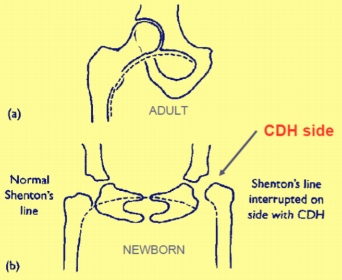 ADULT
(a)
CDH side
Normal
Shenton's
line
Shenton's line
interrupted on
side with CDH
NEWBORN
(b)